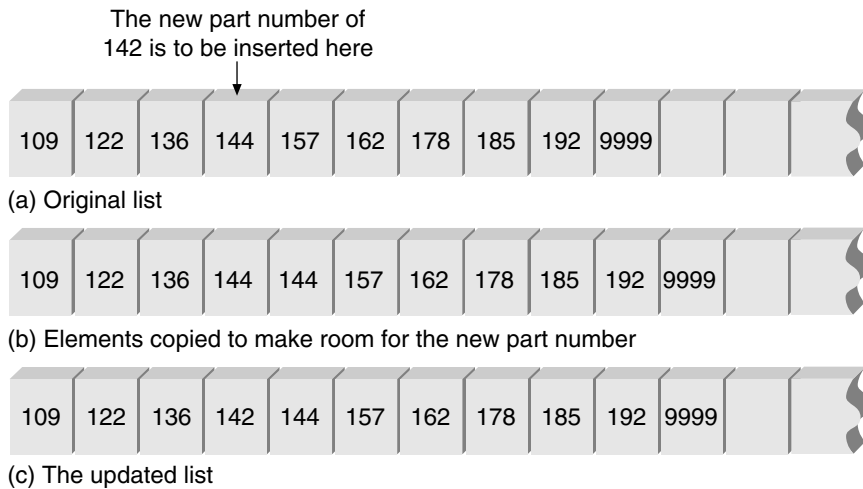 The new part number of
142 is to be inserted here
109 122 136 144 157 162 178 185 192 9999
(a) Original list
109 122 136 144 144 157 162 178 185 192 9999
(b) Elements copied to make room for the new part number
109 122 136 142 144 157 162 178 185 192 9999
(c) The updated list